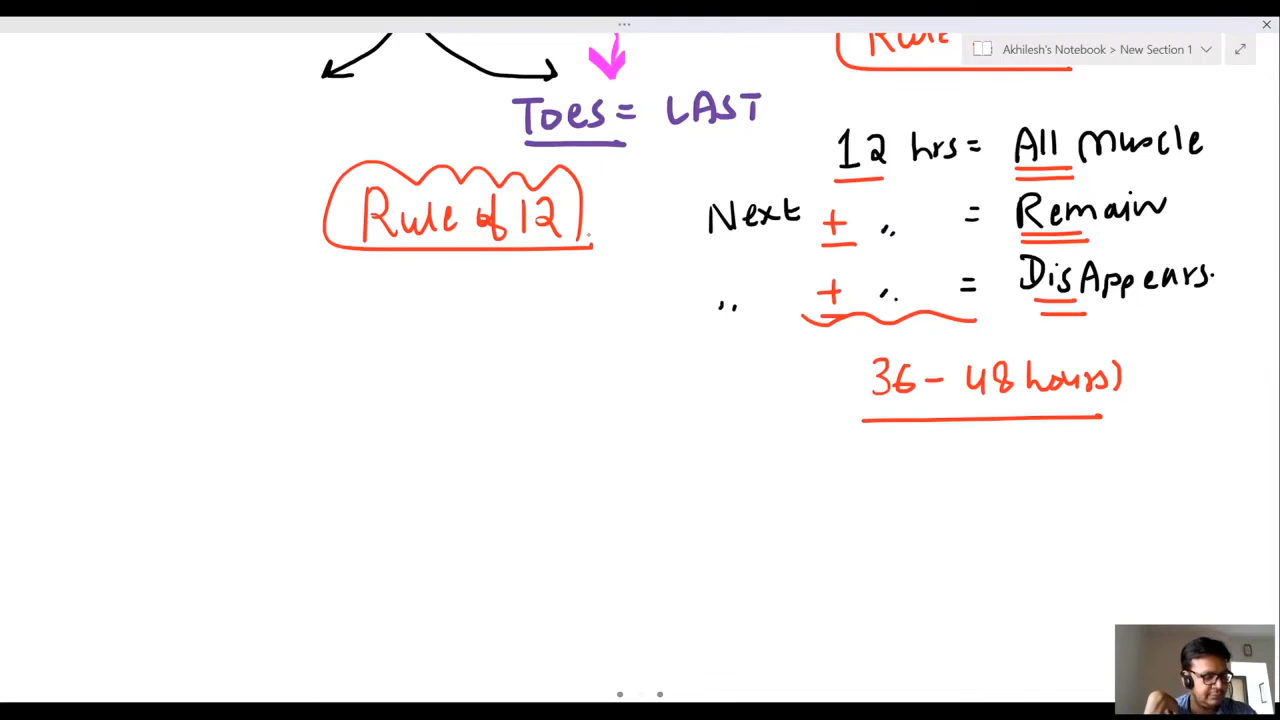 Rule
Akhilesh's Notebook > New Section 1
Toes = LAST
12 hrs = All Muscle
Rule of 12
Next + ,, = Remain
,, + ,, = DisAppears.
36 - 48 hours)